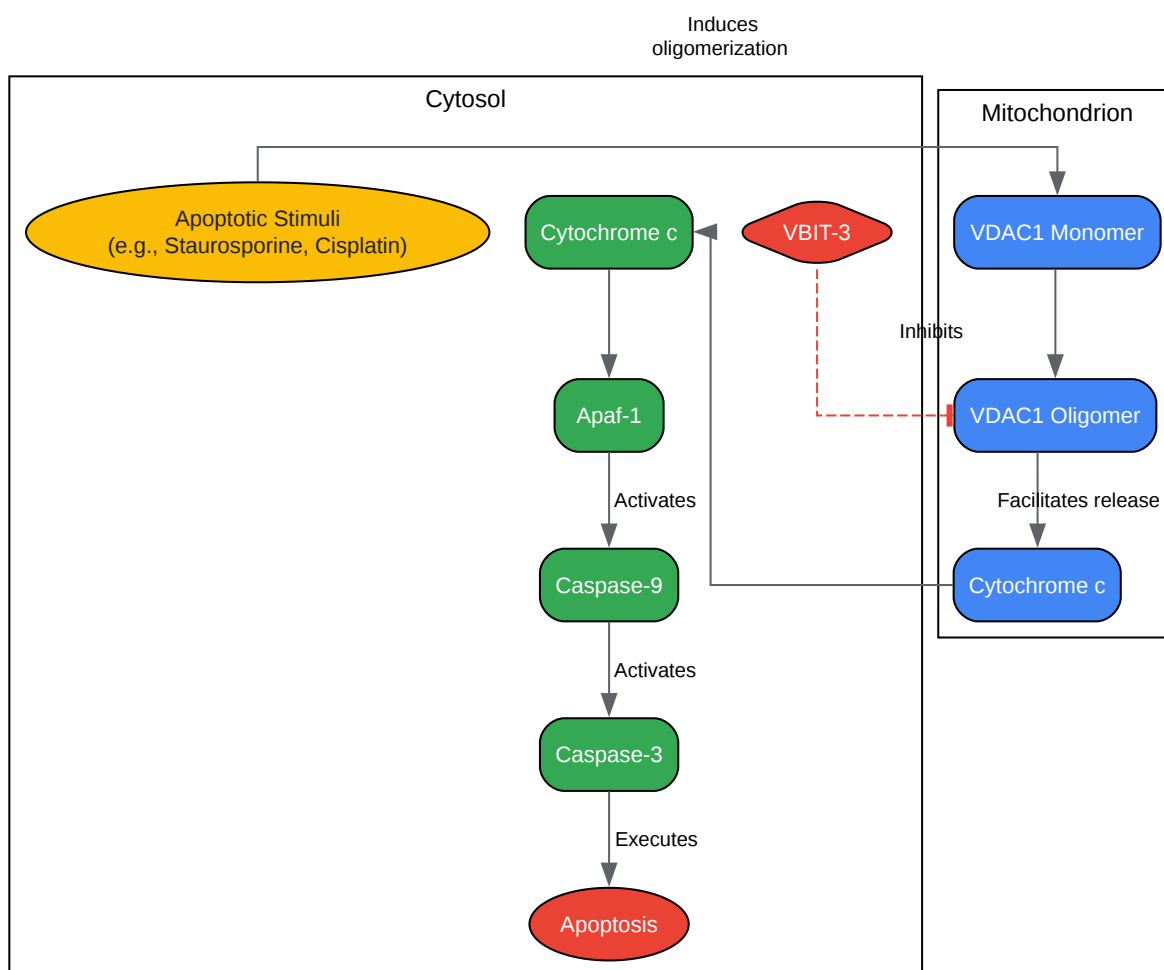 Induces
oligomerization
Cytosol
Mitochondrion
Apoptotic Stimuli
(e.g., Staurosporine, Cisplatin)
Cytochrome c
VBIT-3
VDAC1 Monomer
Inhibits
Apaf-1
VDAC1 Oligomer
Activates
Facilitates release
Caspase-9
Cytochrome c
Activates
Caspase-3
Executes
Apoptosis